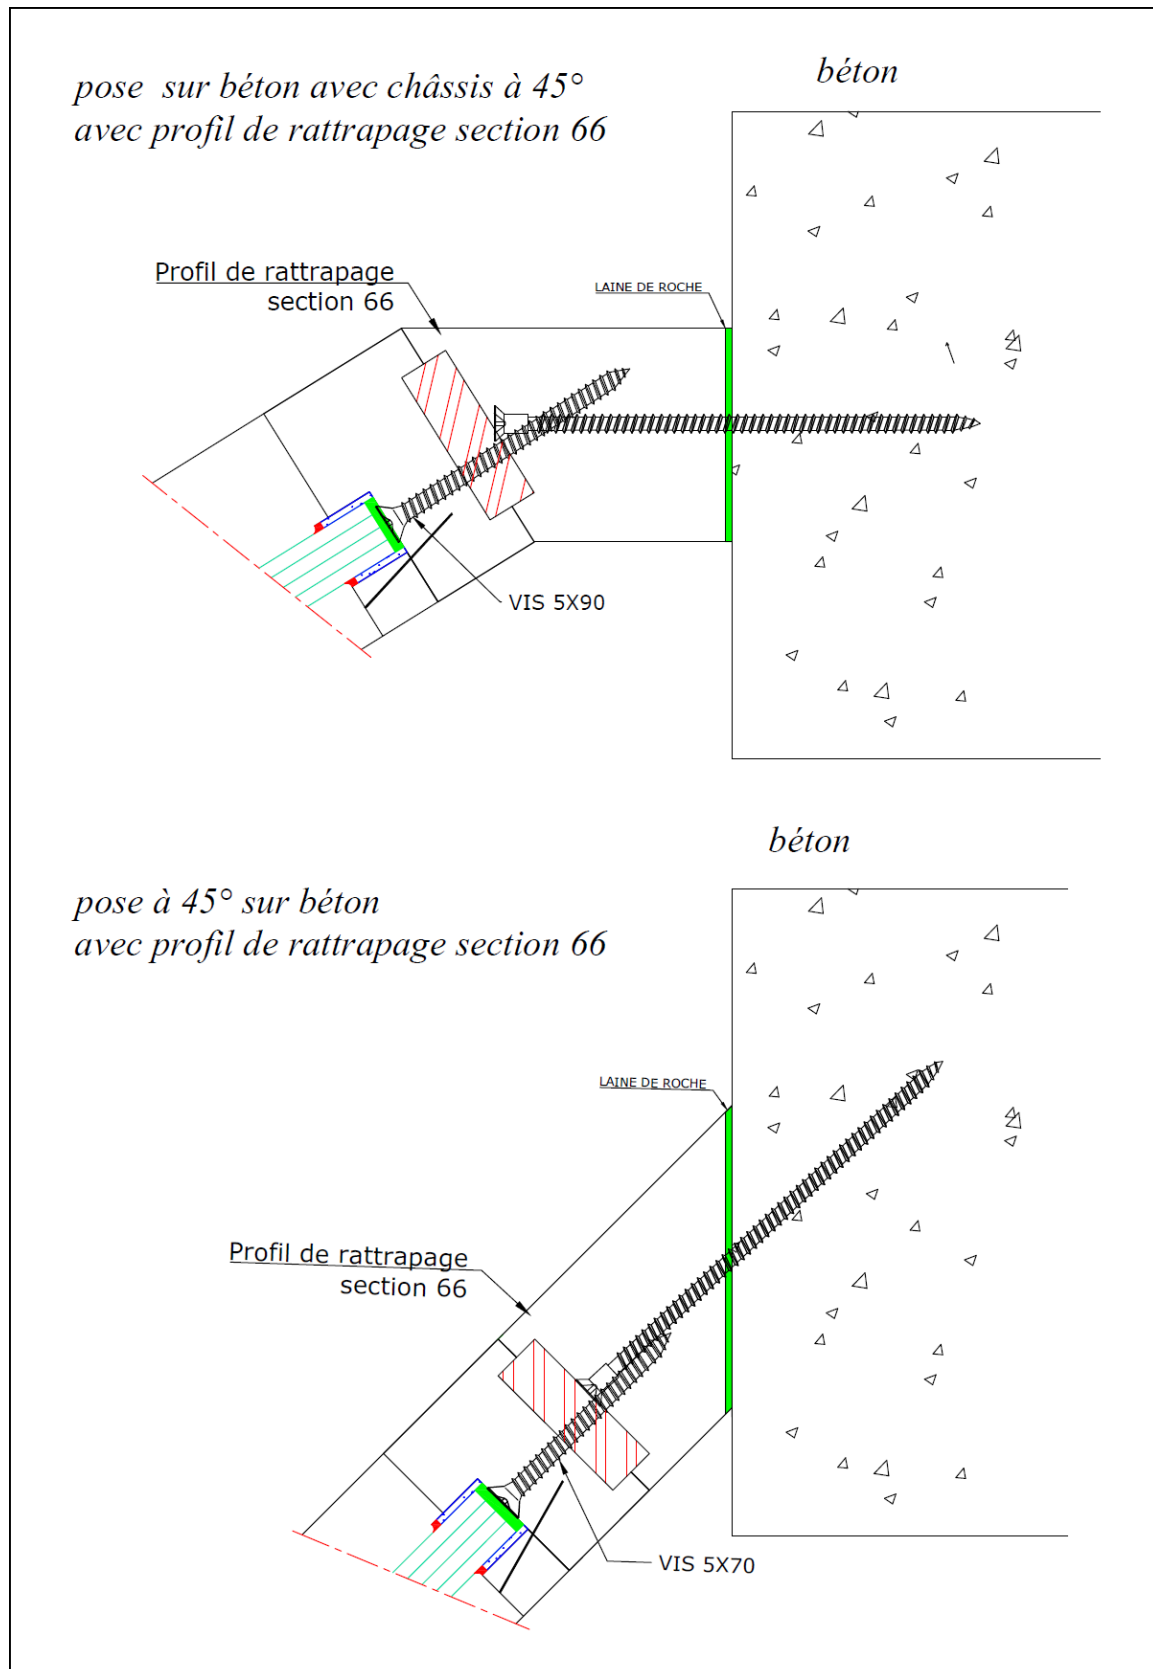 béton
pose sur béton avec châssis à 45°
avec profil de rattrapage section 66
Profil de rattrapage
section 66
LAINE DE ROCHE
VIS 5X90
béton
pose à 45° sur béton
avec profil de rattrapage section 66
LAINE DE ROCHE
Profil de rattrapage
section 66
VIS 5X70